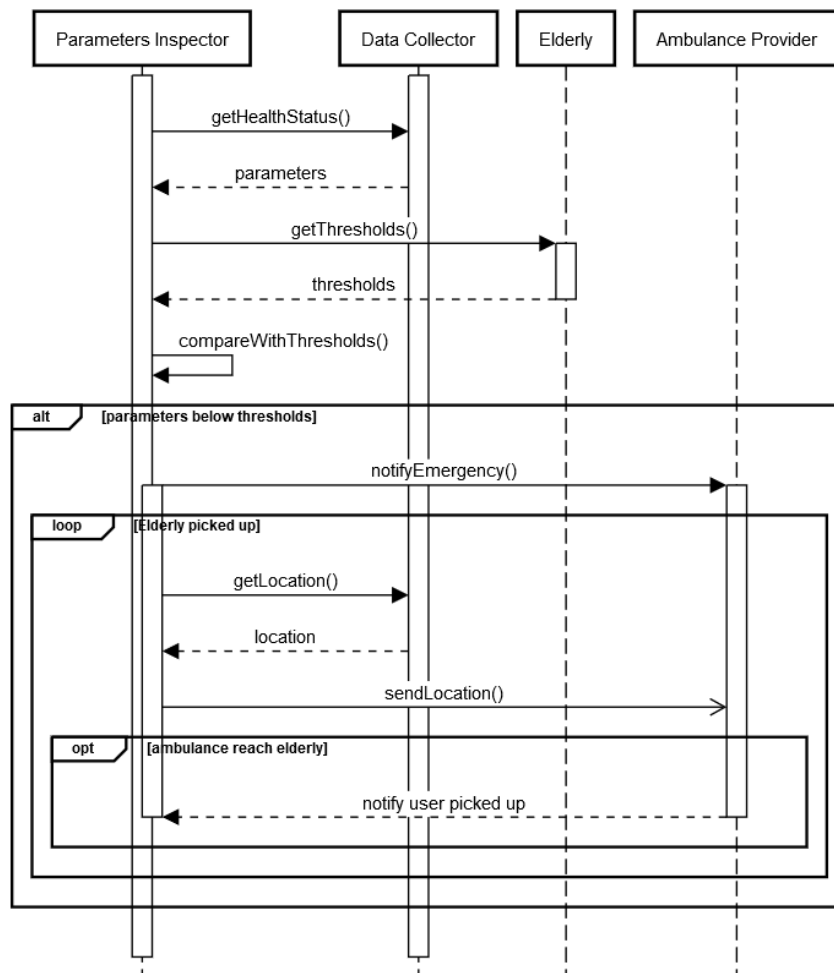 Parameters Inspector
Data Collector
Elderly
Ambulance Provider
getHealthStatus()
parameters
getThresholds()
thresholds
compareWithThresholds()
alt
[parameters below thresholds]
notifyEmergency()
loop
[Elderly picked up]
getLocation()
location
sendLocation()
opt
[ambulance reach elderly]
notify user picked up